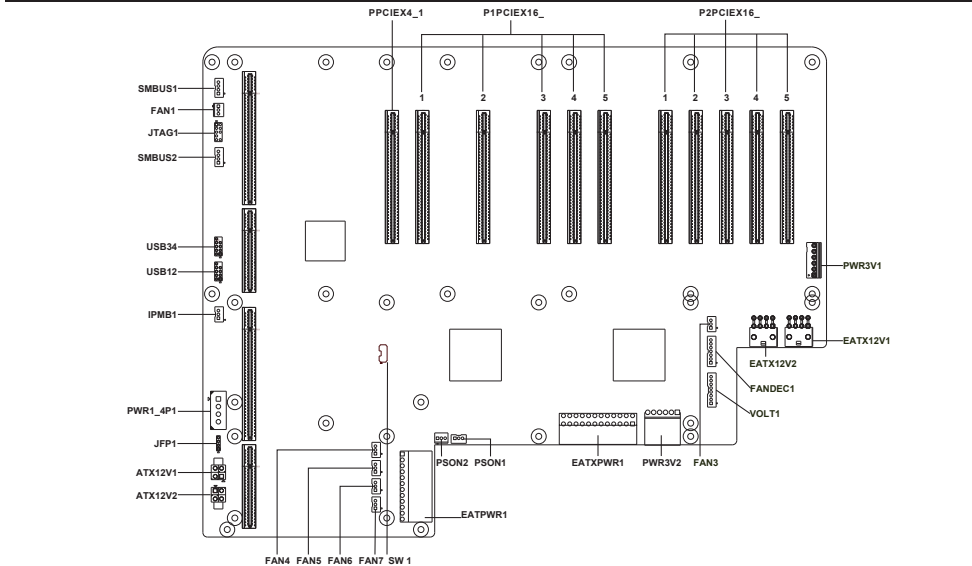 PPCIEX4_1 P1PCIEX16_ P2PCIEX16_
1 2 3 4 5 1 2 3 4 5
SMBUS1
FAN1
JTAG1
SMBUS2
USB34
USB12
PWR3V1
IPMB1
EATX12V1
EATX12V2
FANDEC1
PWR1_4P1
VOLT1
JFP1
PSON2 PSON1 EATXPWR1 PWR3V2 FAN3
ATX12V1
ATX12V2
EATPWR1
FAN4 FAN5 FAN6 FAN7 SW 1